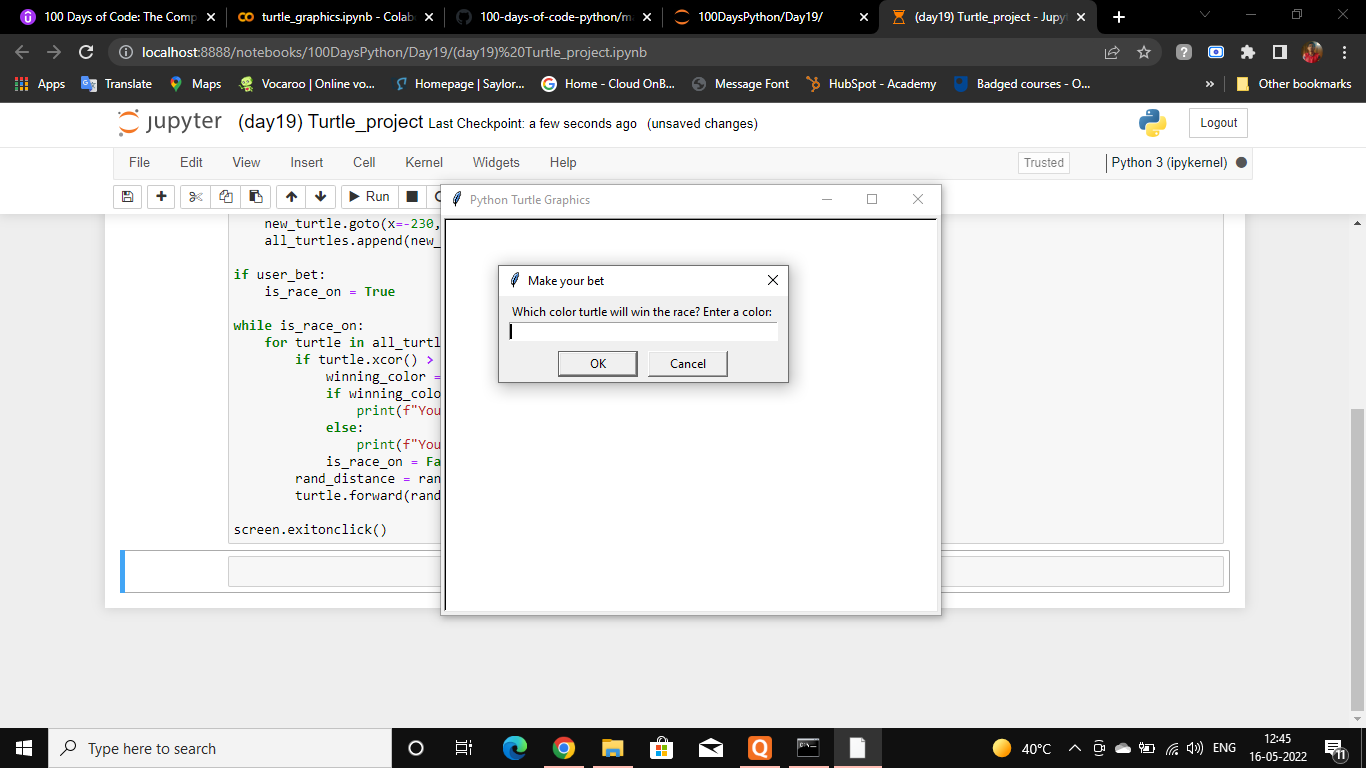 100 Days of Code: The Comp
turtle_graphics.ipynb - Colab
100-days-of-code-python/m
100DaysPython/Day19/
(day19) Turtle_project - Jupyt
localhost:8888/notebooks/100DaysPython/Day19/(day19)%20Turtle_project.ipynb
Apps
Translate
Maps
Vocaroo | Online vo...
Homepage | Saylor...
Home - Cloud OnB...
Message Font
HubSpot - Academy
Badged courses - O...
»
Other bookmarks
jupyter (day19) Turtle_project Last Checkpoint: a few seconds ago (unsaved changes)
Logout
File Edit View Insert Cell Kernel Widgets Help
Trusted
Python 3 (ipykernel)
Run
Python Turtle Graphics
new_turtle.goto(x=-230,
all_turtles.append(new_
if user_bet:
is_race_on = True
while is_race_on:
for turtle in all_turtl
if turtle.xcor() >
winning_color =
if winning_colo
print(f"You
else:
print(f"You
is_race_on = Fa
rand_distance = ran
turtle.forward(rand
screen.exitonclick()
Make your bet
Which color turtle will win the race? Enter a color:
OK
Cancel
Type here to search
40°C
ENG
12:45
16-05-2022
11